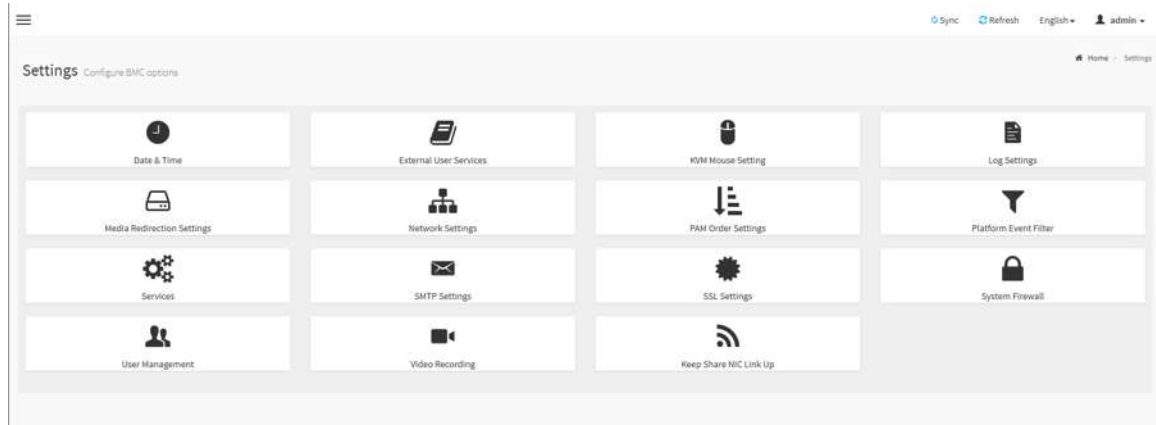 Sync Refresh English admin
Settings Configure BMC options
Home - Settings
Date & Time
External User Services
KVM Mouse Setting
Log Settings
Media Redirection Settings
Network Settings
PAM Order Settings
Platform Event Filter
Services
SMTP Settings
SSL Settings
System Firewall
User Management
Video Recording
Keep Share NIC Link Up